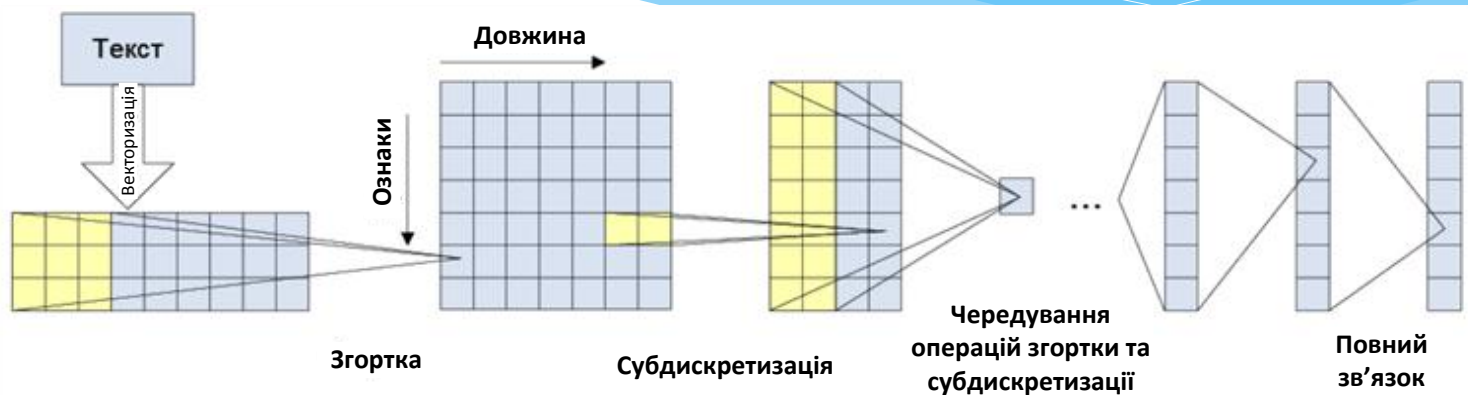 Текст
Векторизація
Довжина
Ознаки
Згортка
Субдискретизація
...
Чередування
операцій згортки та
субдискретизації
Повний
зв’язок